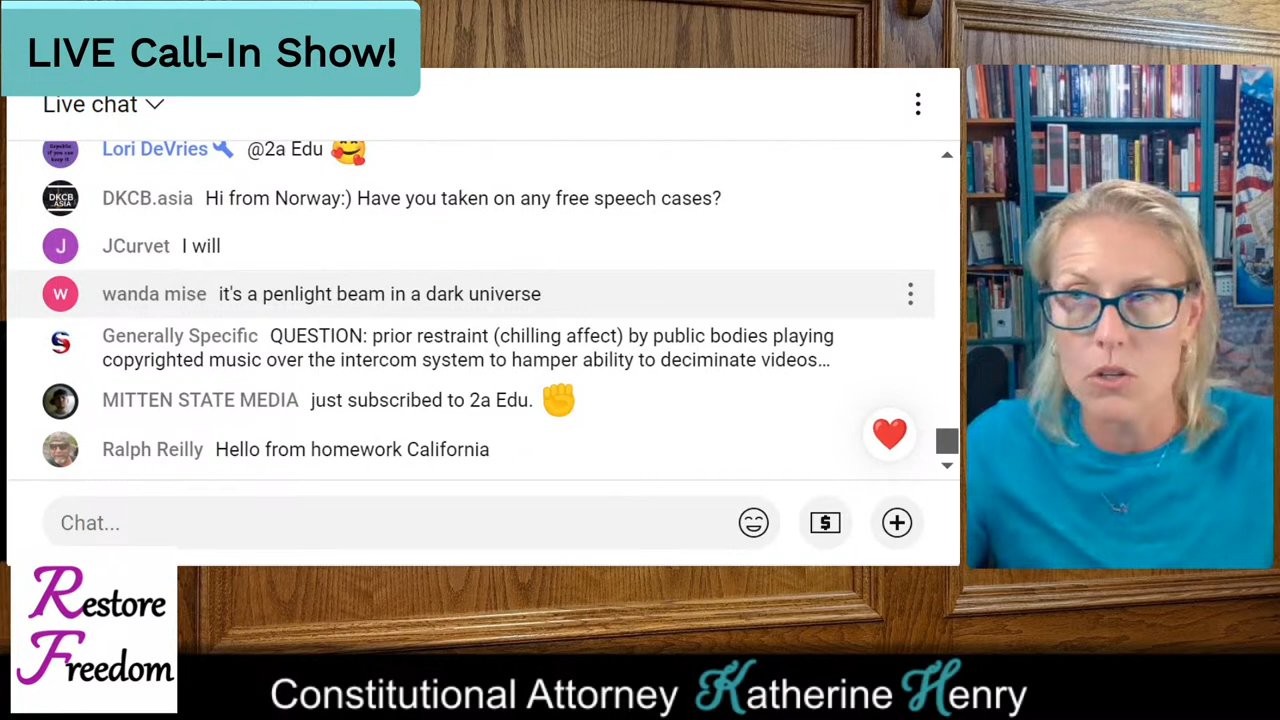 LIVE Call-In Show!
Live chat
Lori DeVries @2a Edu
DKCB.asia Hi from Norway:) Have you taken on any free speech cases?
J JCurvet I will
W wanda mise it's a penlight beam in a dark universe
Generally Specific QUESTION: prior restraint (chilling affect) by public bodies playing
copyrighted music over the intercom system to hamper ability to deciminate videos...
MITTEN STATE MEDIA just subscribed to 2a Edu.
Ralph Reilly Hello from homework California
Chat...
$
Restore
Freedom
Constitutional Attorney Katherine Henry